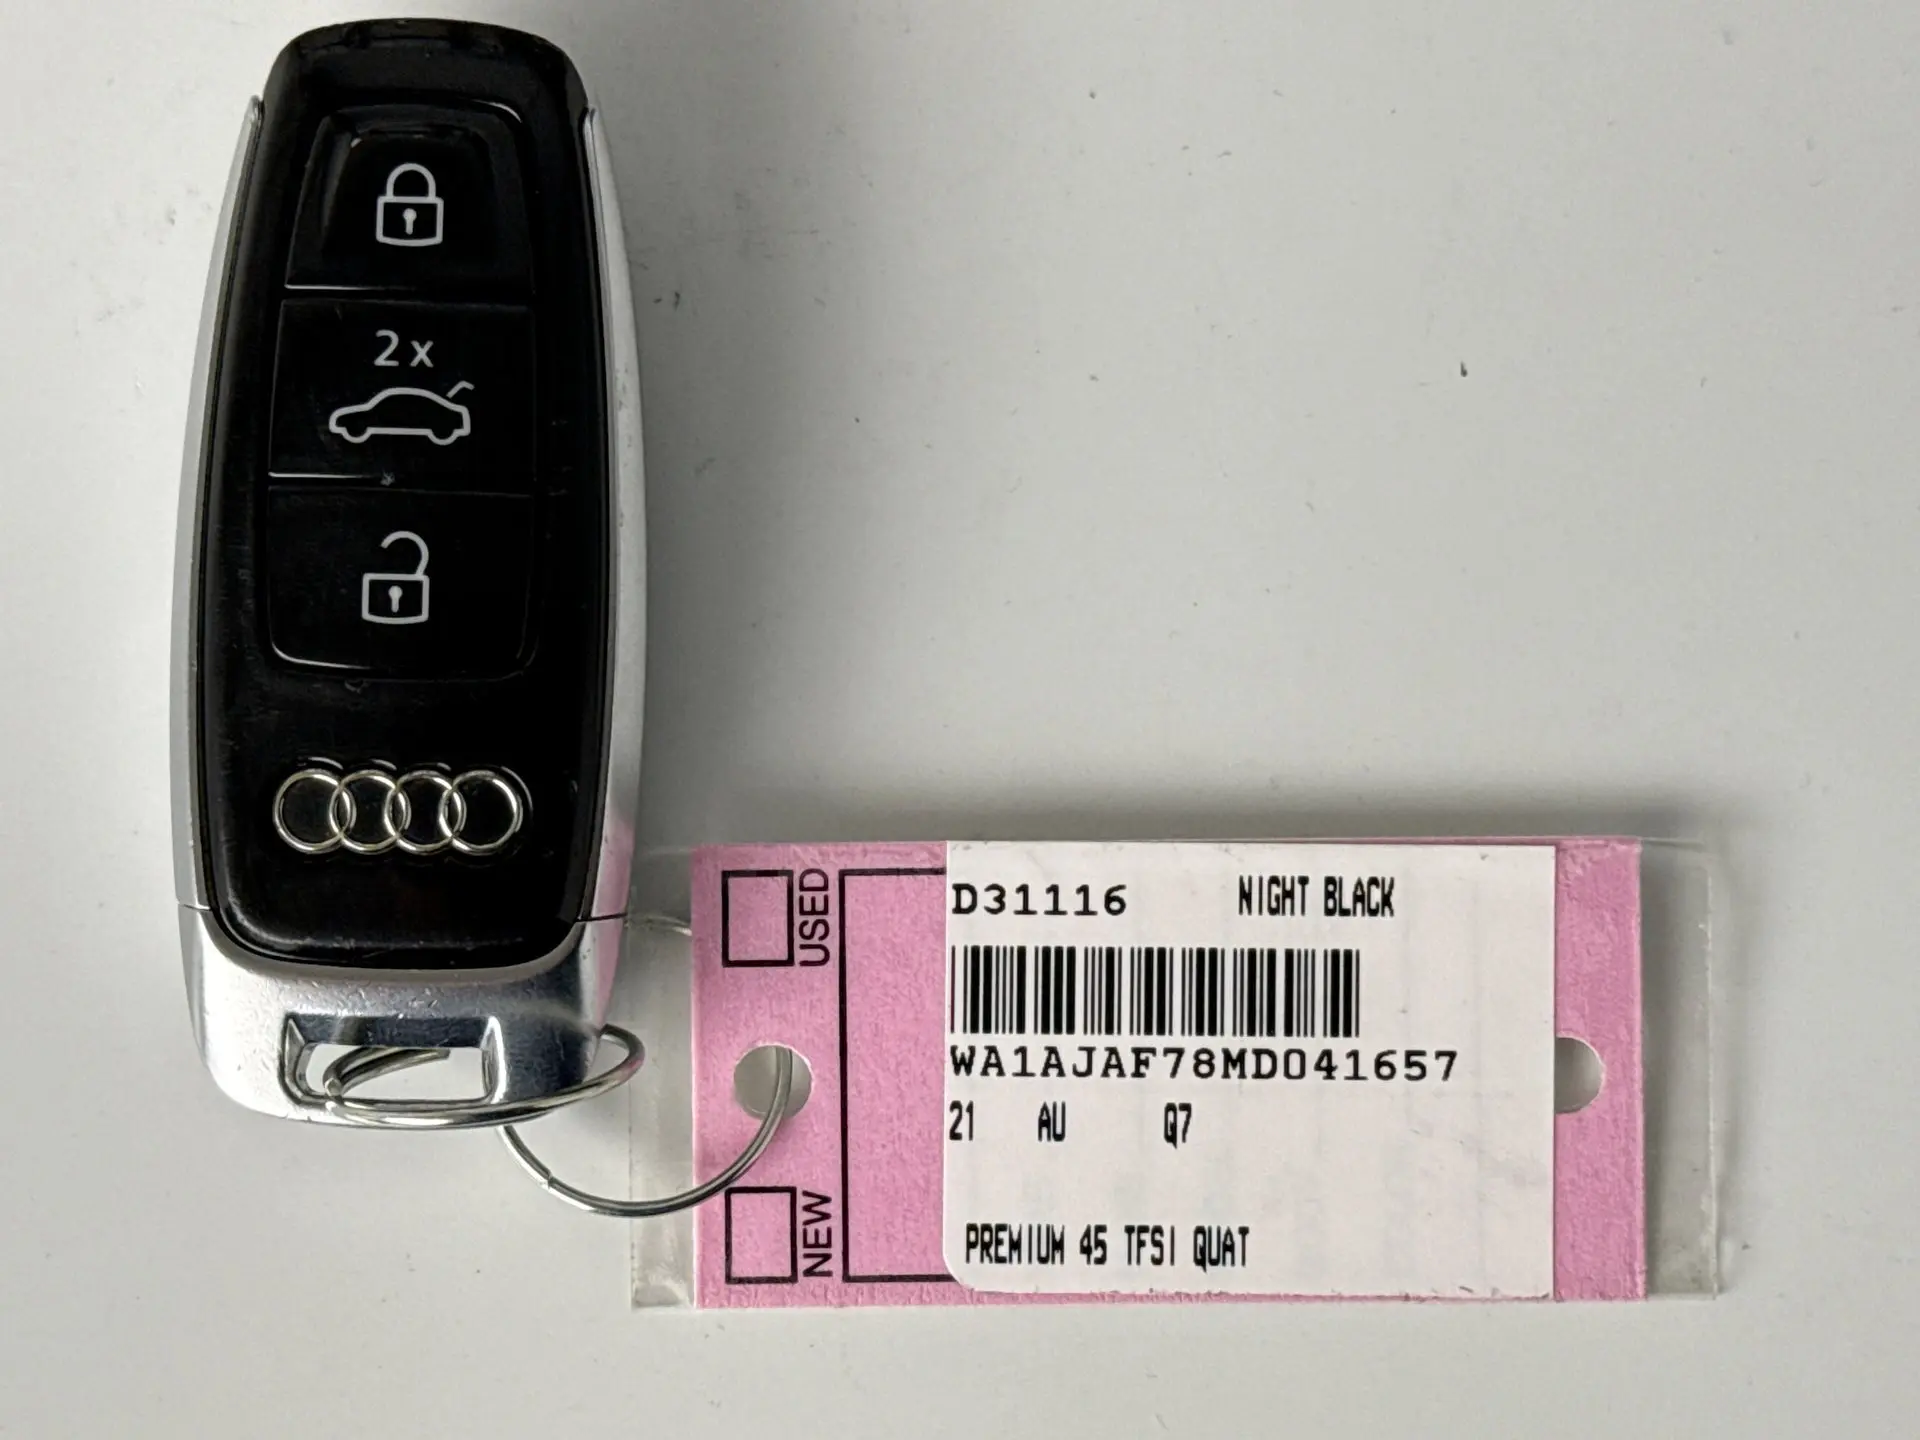 2x
USED
NEW
D31116 NIGHT BLACK
WA1AJAF78MD041657
21 AU Q7
PREMIUM 45 TFSI QUAT